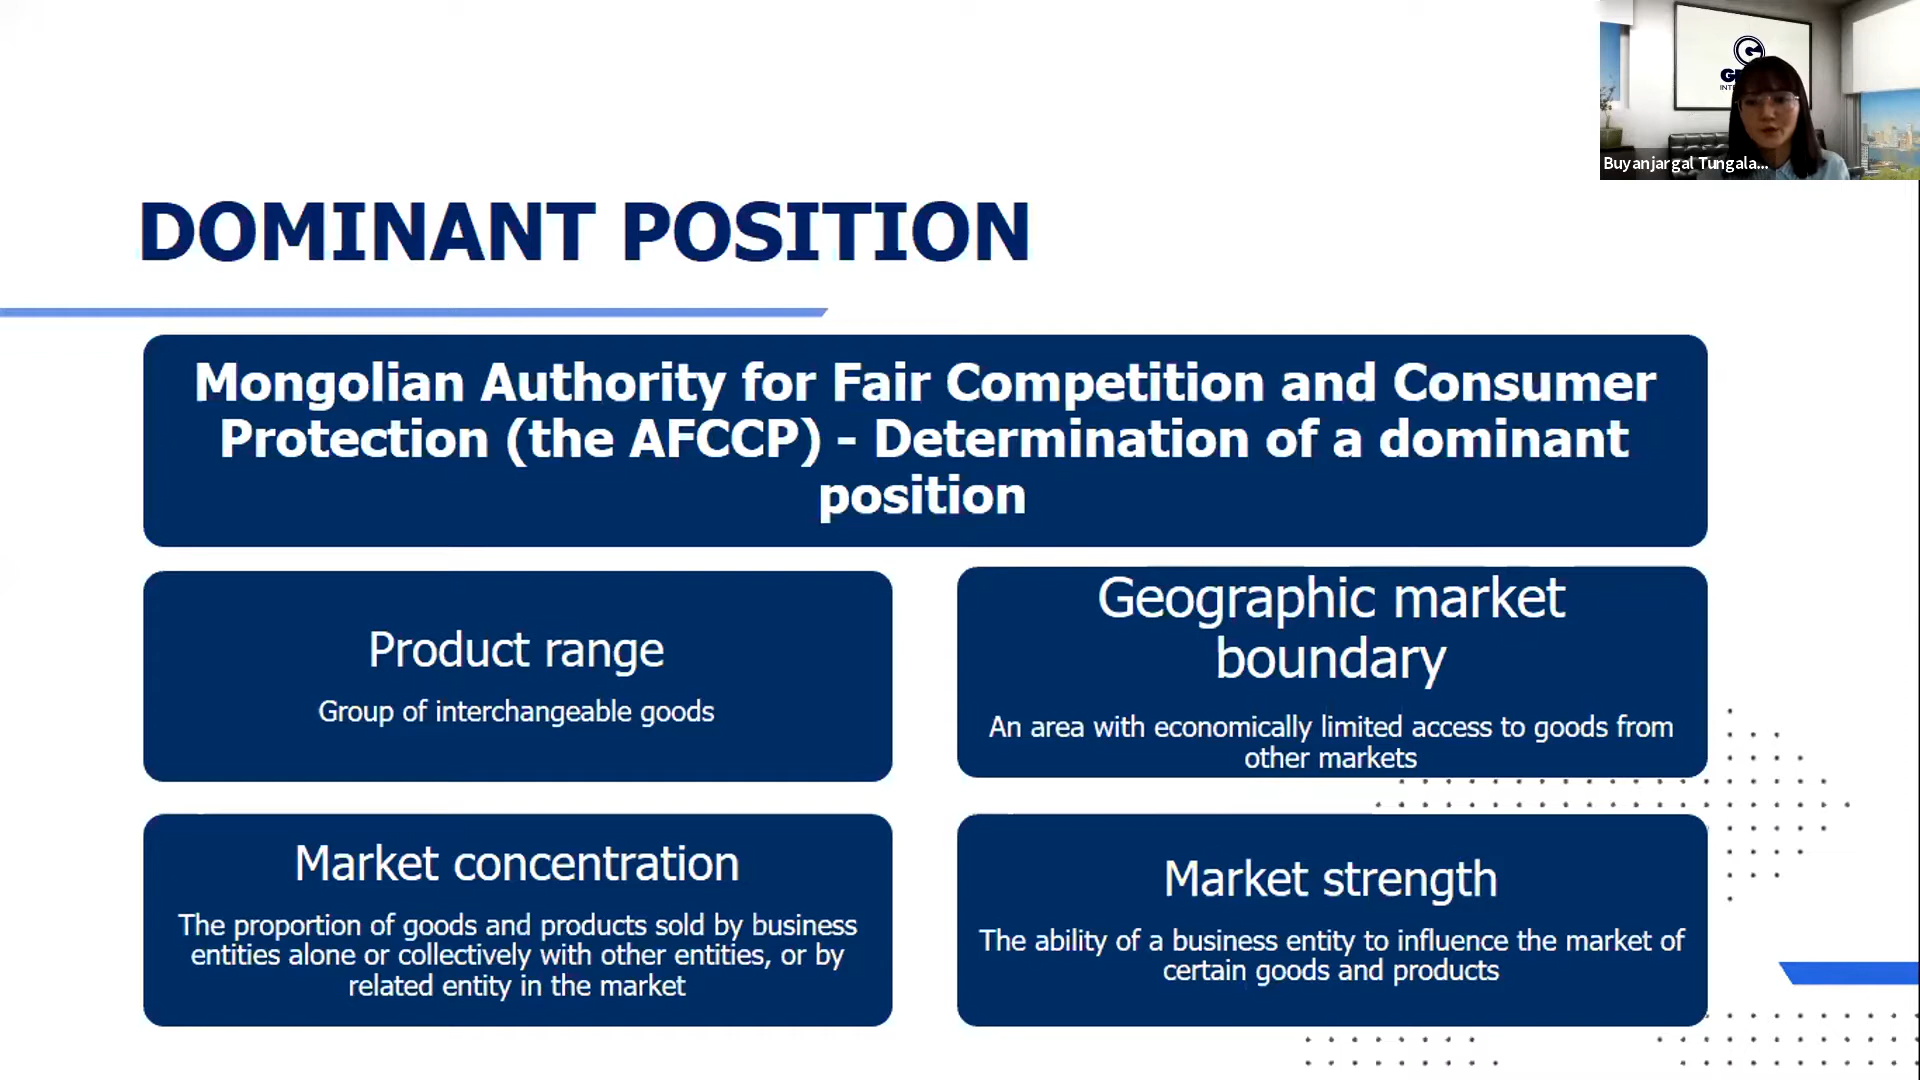 DOMINANT POSITION
Mongolian Authority for Fair Competition and Consumer
Protection (the AFCCP) - Determination of a dominant
position
Product range
Group of interchangeable goods
Geographic market
boundary
An area with economically limited access to goods from
other markets
Market concentration
The proportion of goods and products sold by business
entities alone or collectively with other entities, or by
related entity in the market
Market strength
The ability of a business entity to influence the market of
certain goods and products
Buyanjargal Tungala...